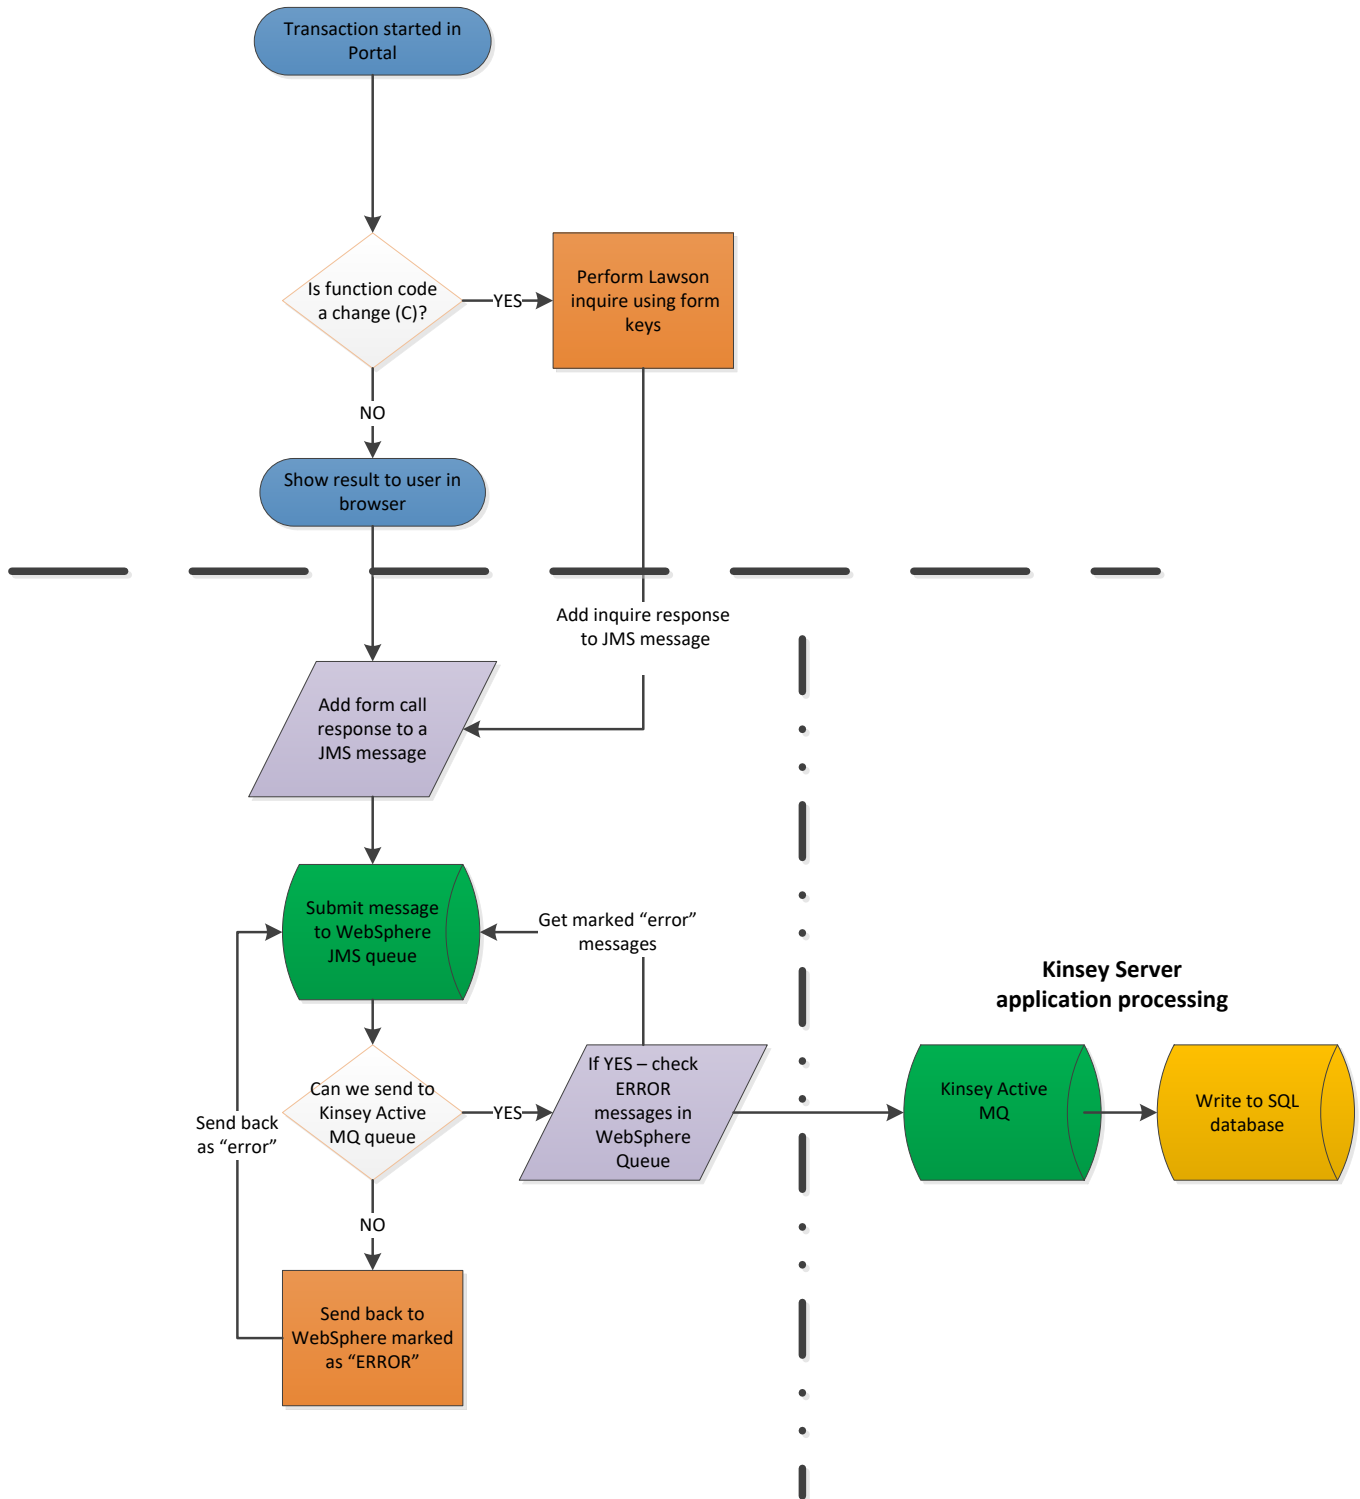 Transaction started in
Portal
Is function code
a change (C)?
YES
Perform Lawson
inquire using form
keys
NO
Show result to user in
browser
Add inquire response
to JMS message
Add form call
response to a
JMS message
Submit message
to WebSphere
JMS queue
Get marked “error”
messages
Kinsey Server
application processing
Can we send to
Kinsey Active
MQ queue
YES
If YES – check
ERROR
messages in
WebSphere
Queue
Kinsey Active
MQ
Write to SQL
database
Send back
as “error”
NO
Send back to
WebSphere marked
as “ERROR”